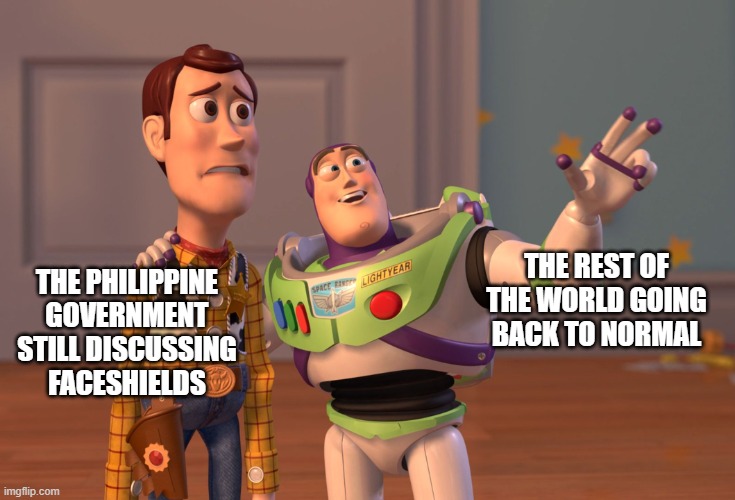 THE PHILIPPINE
GOVERNMENT
STILL DISCUSSING
FACESHIELDS
SPACE RANGER
LIGHTYEAR
THE REST OF
THE WORLD GOING
BACK TO NORMAL
imgflip.com